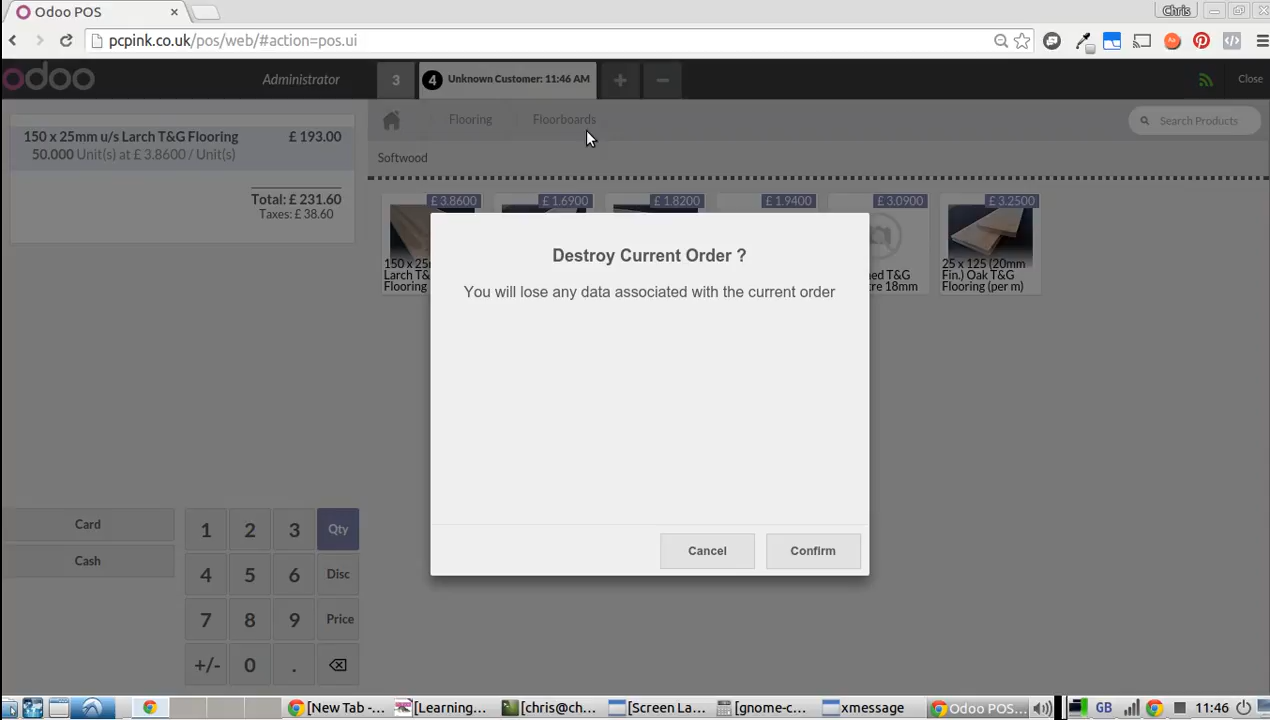 Odoo POS
Chris
pcpink.co.uk/pos/web/#action=pos.ui
odoo
Administrator
3
4 Unknown Customer: 11:46 AM
+
−
Close
150 x 25mm u/s Larch T&G Flooring £ 193.00
50.000 Unit(s) at £ 3.8600 / Unit(s)
Total: £ 231.60
Taxes: £ 38.60
Flooring
Floorboards
Search Products
Softwood
£ 3.8600
£ 1.6900
£ 1.8200
£ 1.9400
£ 3.0900
£ 3.2500
150 x 25
Larch T&
Flooring
T&G
18mm
25 x 125 (20mm
Fin.) Oak T&G
Flooring (per m)
Destroy Current Order ?
You will lose any data associated with the current order
Cancel
Confirm
Card
Cash
1 2 3 Qty
4 5 6 Disc
7 8 9 Price
+/- 0 .
[New Tab -...
[Learning...
[chris@ch...
[Screen La...
[gnome-c...
xmessage
Odoo POS...
GB
11:46